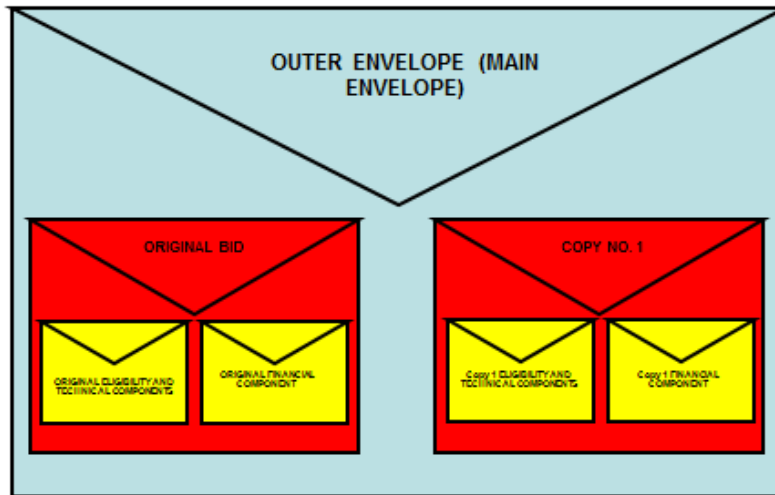 OUTER ENVELOPE (MAIN
ENVELOPE)
ORIGINAL BID
COPY NO. 1
ORIGINAL ELIGIBILITY AND
TECHNICAL COMPONENTS
ORIGINAL FINANCIAL
COMPONENT
Copy 1 ELIGIBILITY AND
TECHNICAL COMPONENTS
Copy 1 FINANCIAL
COMPONENT